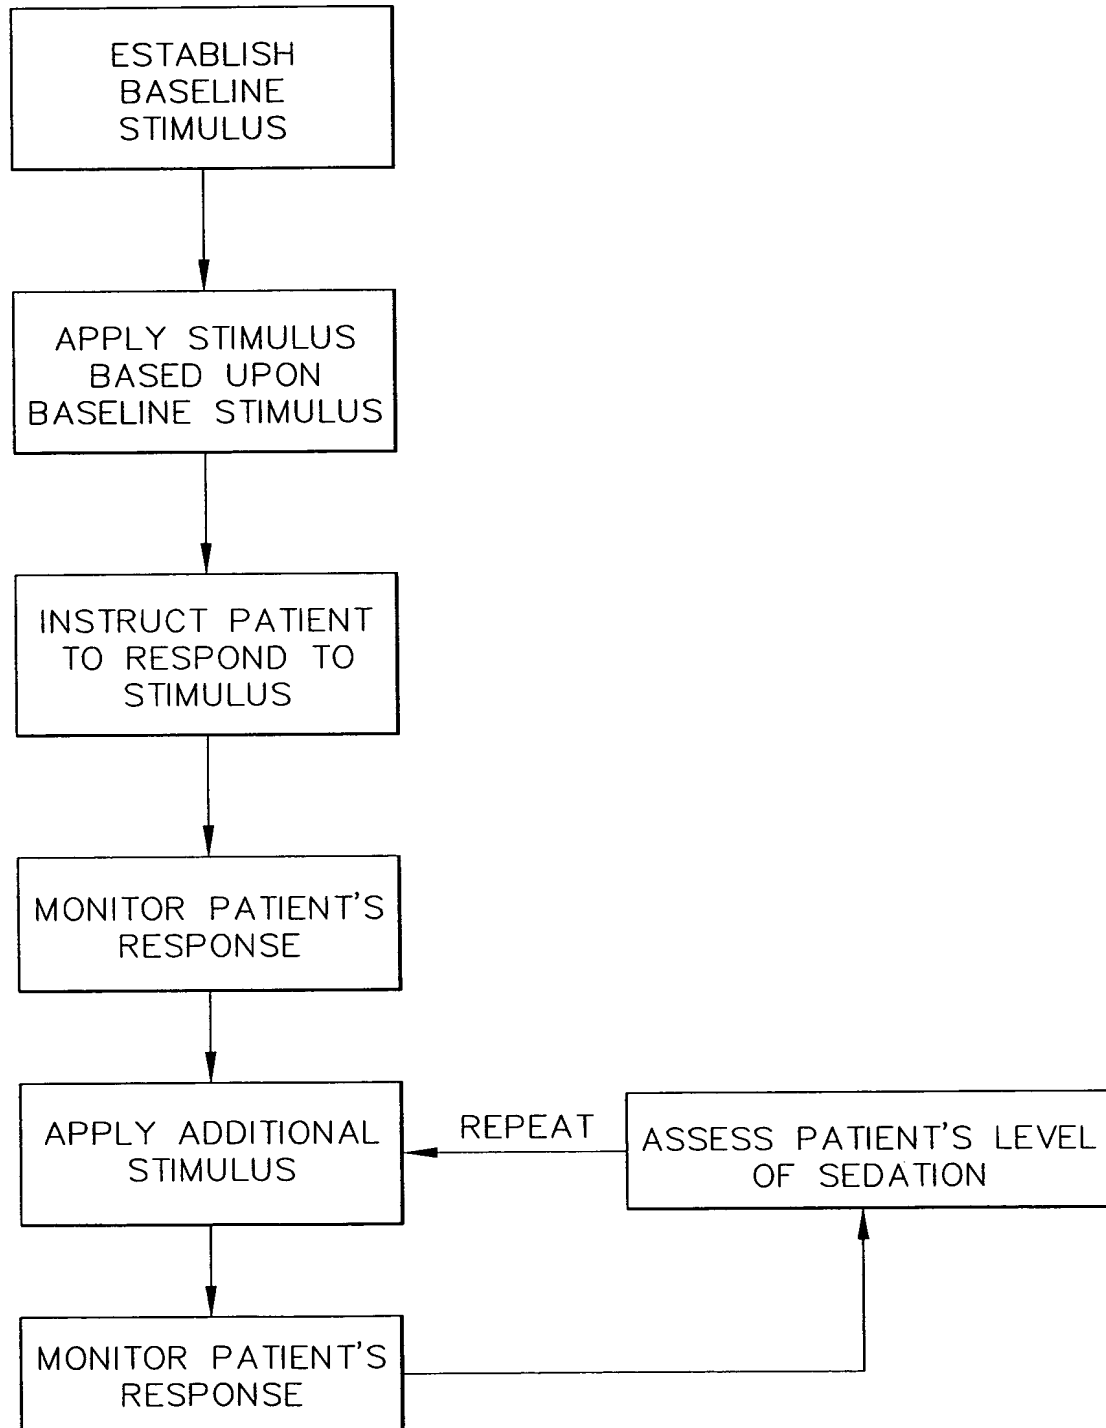 ESTABLISH
BASELINE
STIMULUS
APPLY STIMULUS
BASED UPON
BASELINE STIMULUS
INSTRUCT PATIENT
TO RESPOND TO
STIMULUS
MONITOR PATIENT'S
RESPONSE
APPLY ADDITIONAL
STIMULUS
REPEAT
ASSESS PATIENT'S LEVEL
OF SEDATION
MONITOR PATIENT'S
RESPONSE